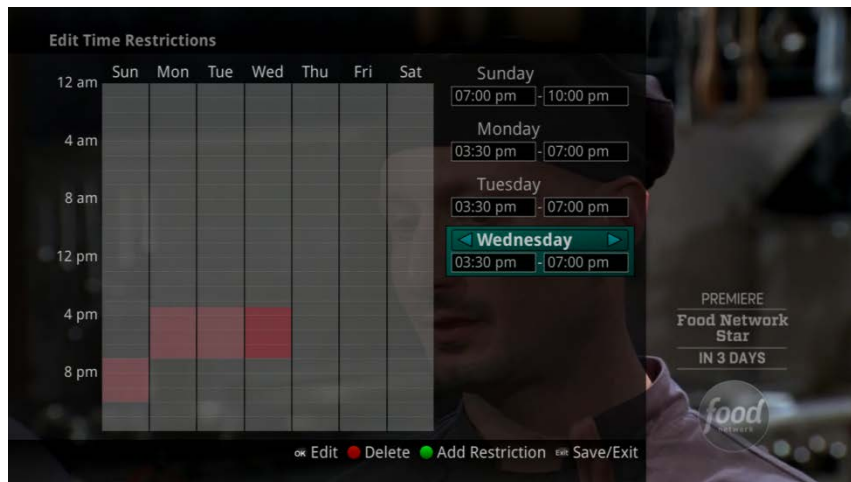 Edit Time Restrictions
Sun Mon Tue Wed Thu Fri Sat
12 am
4 am
8 am
12 pm
4 pm
8 pm
Sunday
07:00 pm - 10:00 pm
Monday
03:30 pm - 07:00 pm
Tuesday
03:30 pm - 07:00 pm
Wednesday
03:30 pm - 07:00 pm
PREMIERE
Food Network
Star
IN 3 DAYS
food
network
OK Edit Delete Add Restriction Exit Save/Exit